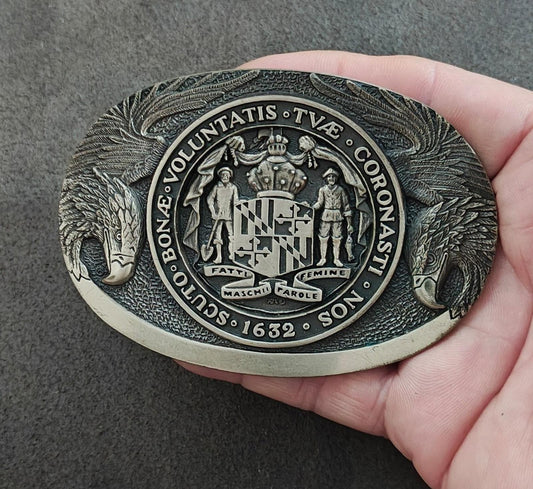 SCUTO · BONÆ · VOLUNTATIS · TVÆ · CORONASTI · NOS ·
1632
FATTI
MASCHII
PAROLE
FEMINE